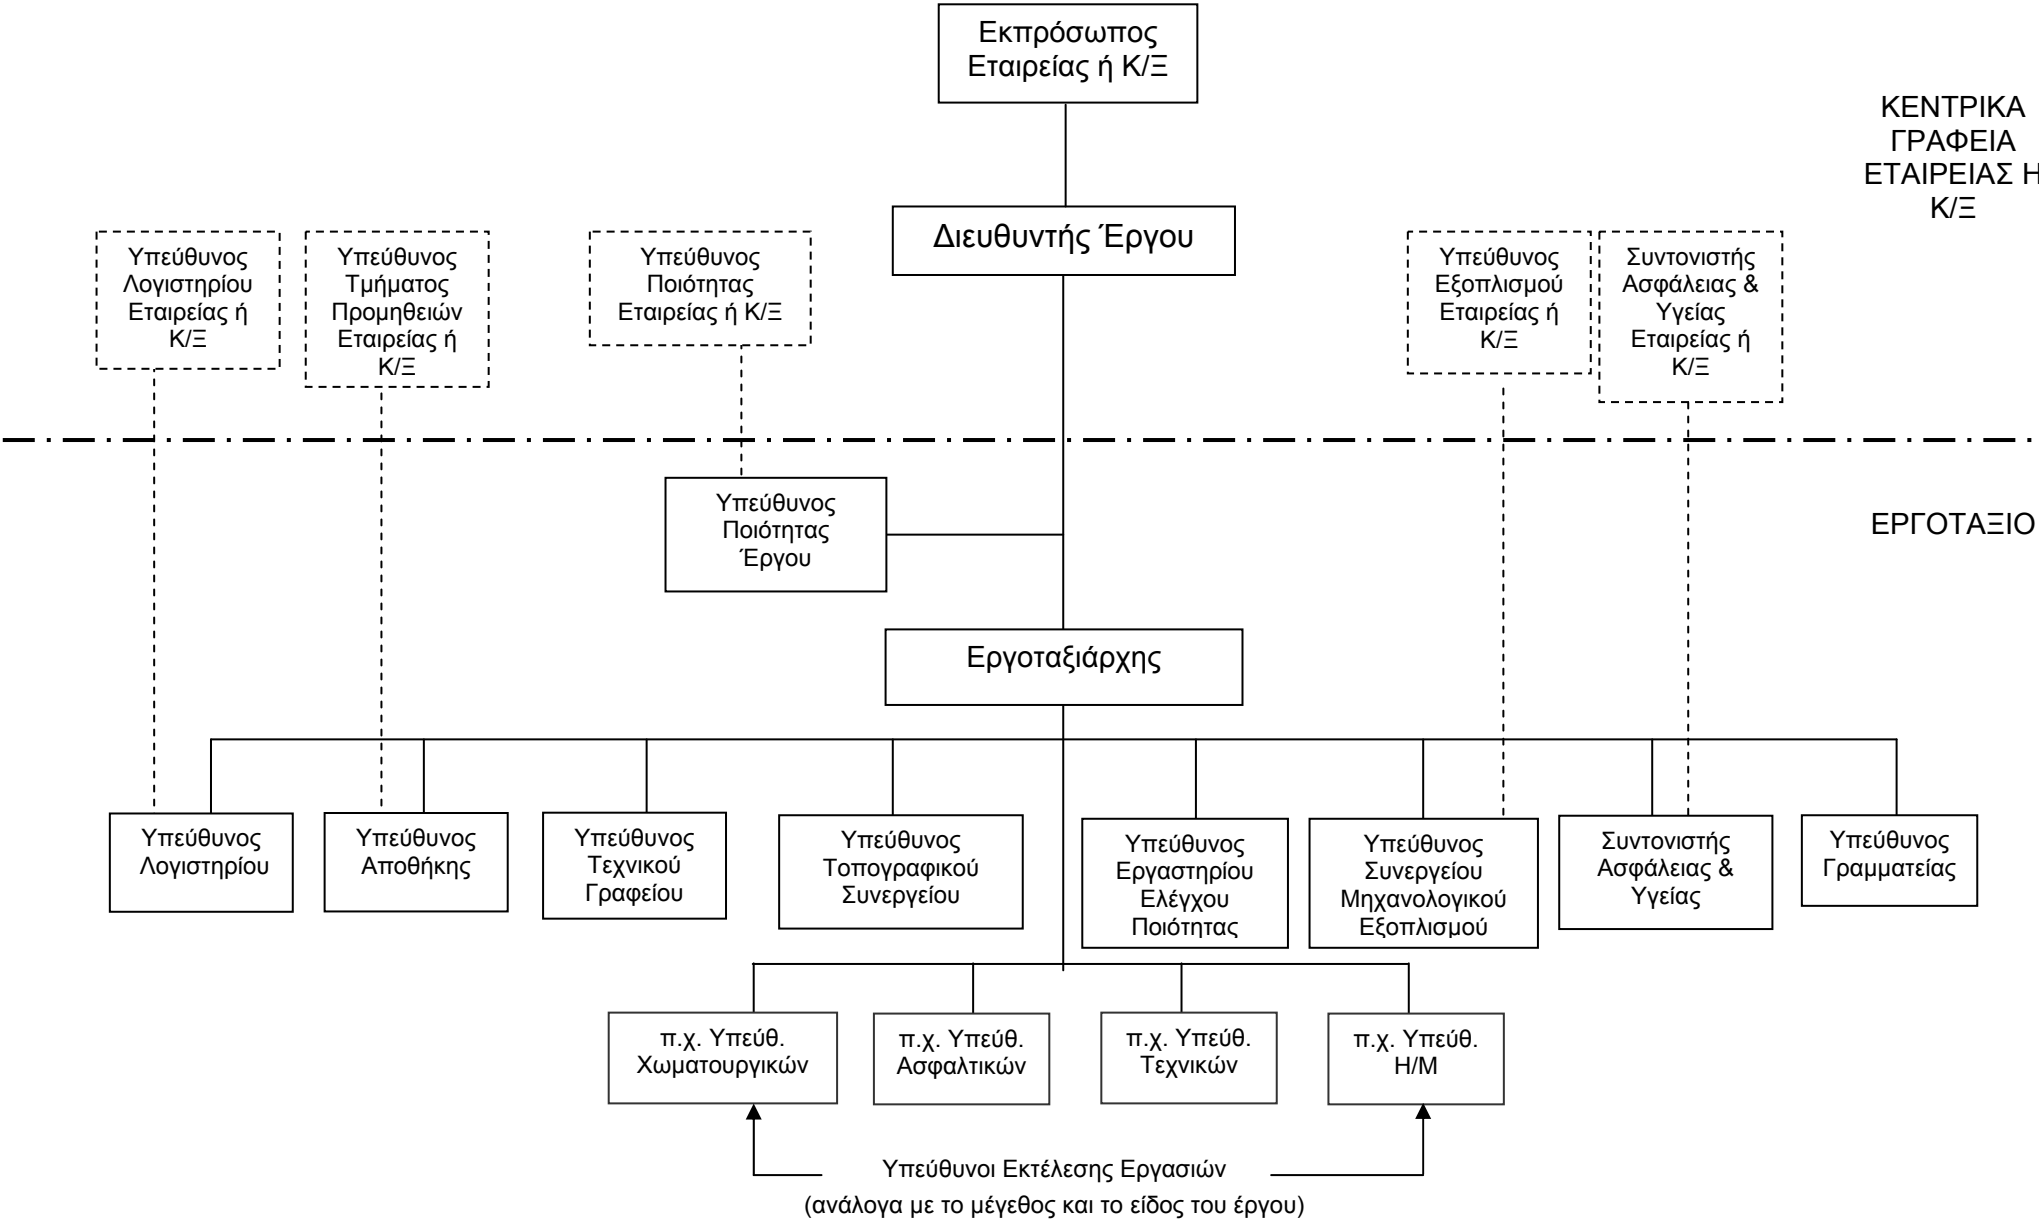 Εκπρόσωπος
Εταιρείας ή Κ/Ξ
ΚΕΝΤΡΙΚΑ
ΓΡΑΦΕΙΑ
ΕΤΑΙΡΕΙΑΣ Η
Κ/Ξ
Διευθυντής Έργου
Υπεύθυνος
Λογιστηρίου
Εταιρείας ή
Κ/Ξ
Υπεύθυνος
Τμήματος
Προμηθειών
Εταιρείας ή
Κ/Ξ
Υπεύθυνος
Ποιότητας
Εταιρείας ή Κ/Ξ
Υπεύθυνος
Εξοπλισμού
Εταιρείας ή
Κ/Ξ
Συντονιστής
Ασφάλειας &
Υγείας
Εταιρείας ή
Κ/Ξ
Υπεύθυνος
Ποιότητας
Έργου
ΕΡΓΟΤΑΞΙΟ
Εργοταξιάρχης
Υπεύθυνος
Λογιστηρίου
Υπεύθυνος
Αποθήκης
Υπεύθυνος
Τεχνικού
Γραφείου
Υπεύθυνος
Τοπογραφικού
Συνεργείου
Υπεύθυνος
Εργαστηρίου
Ελέγχου
Ποιότητας
Υπεύθυνος
Συνεργείου
Μηχανολογικού
Εξοπλισμού
Συντονιστής
Ασφάλειας &
Υγείας
Υπεύθυνος
Γραμματείας
π.χ. Υπεύθ.
Χωματουργικών
π.χ. Υπεύθ.
Ασφαλτικών
π.χ. Υπεύθ.
Τεχνικών
π.χ. Υπεύθ.
Η/Μ
Υπεύθυνοι Εκτέλεσης Εργασιών
(ανάλογα με το μέγεθος και το είδος του έργου)